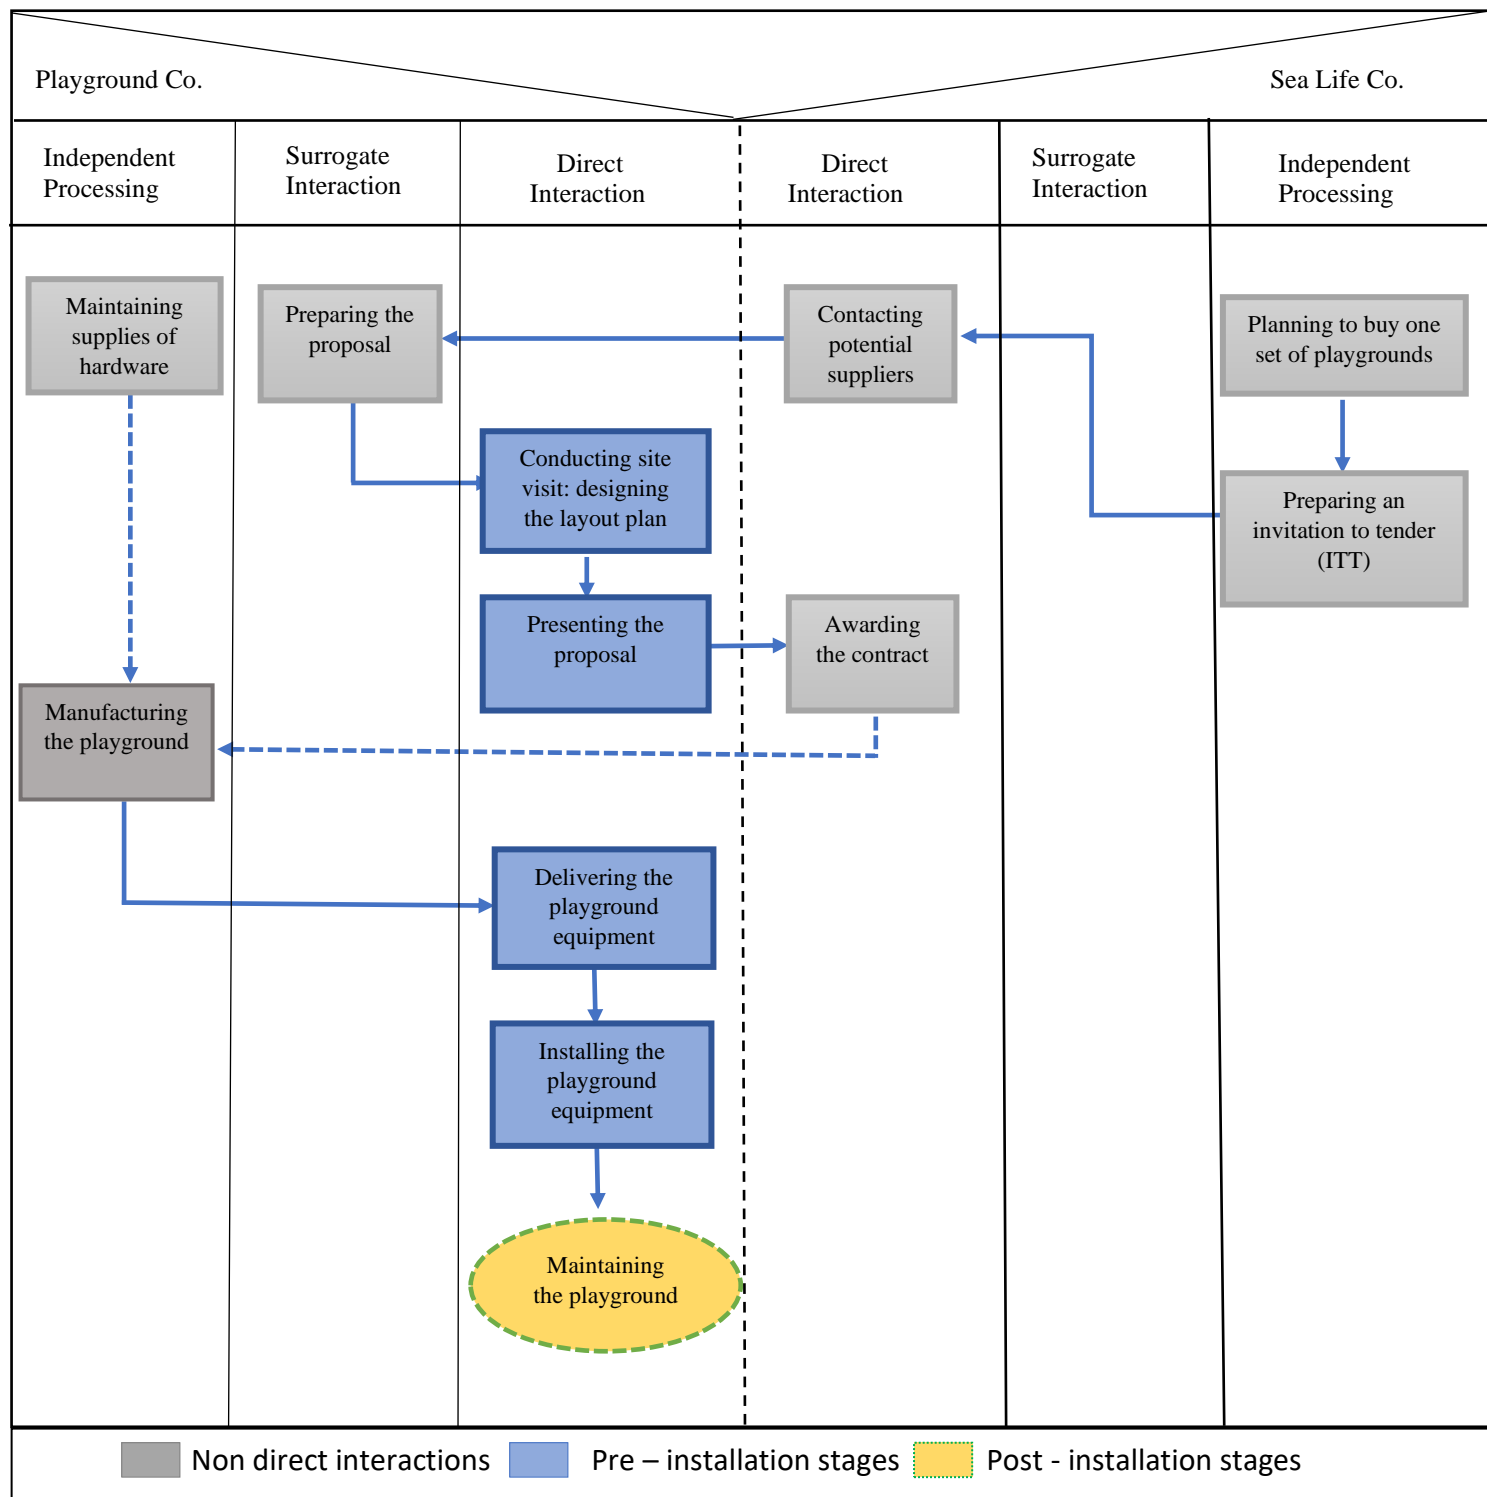 Playground Co.
Sea Life Co.
Independent
Processing
Surrogate
Interaction
Direct
Interaction
Direct
Interaction
Surrogate
Interaction
Independent
Processing
Maintaining
supplies of
hardware
Preparing the
proposal
Contacting
potential
suppliers
Planning to buy one
set of playgrounds
Conducting site
visit: designing
the layout plan
Preparing an
invitation to tender
(ITT)
Presenting the
proposal
Awarding
the contract
Manufacturing
the playground
Delivering the
playground
equipment
Installing the
playground
equipment
Maintaining
the playground
Non direct interactions
Pre – installation stages
Post - installation stages